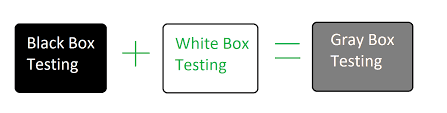 Black Box
Testing
+
White Box
Testing
=
Gray Box
Testing